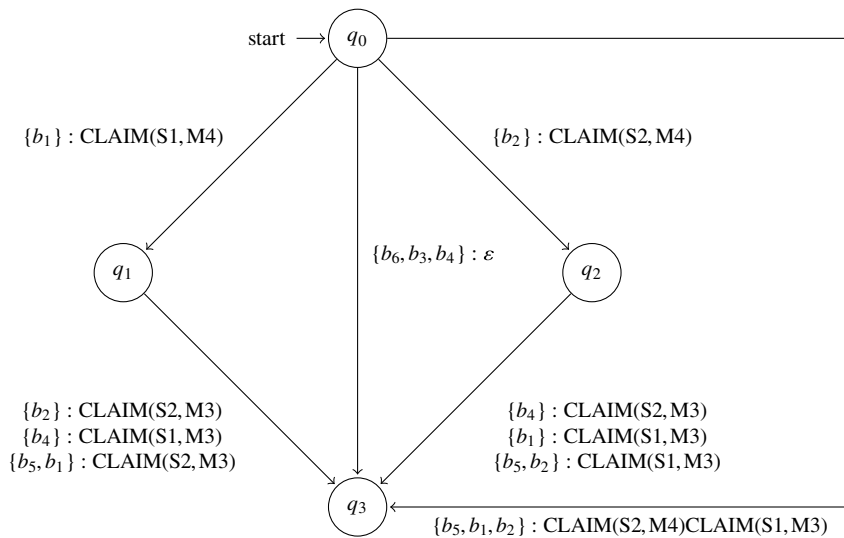 start q₀
{b₁} : CLAIM(S1, M4)
{b₂} : CLAIM(S2, M4)
{b₆, b₃, b₄} : ε
q₁
q₂
{b₂} : CLAIM(S2, M3)
{b₄} : CLAIM(S1, M3)
{b₅, b₁} : CLAIM(S2, M3)
{b₄} : CLAIM(S2, M3)
{b₁} : CLAIM(S1, M3)
{b₅, b₂} : CLAIM(S1, M3)
q₃
{b₅, b₁, b₂} : CLAIM(S2, M4)CLAIM(S1, M3)